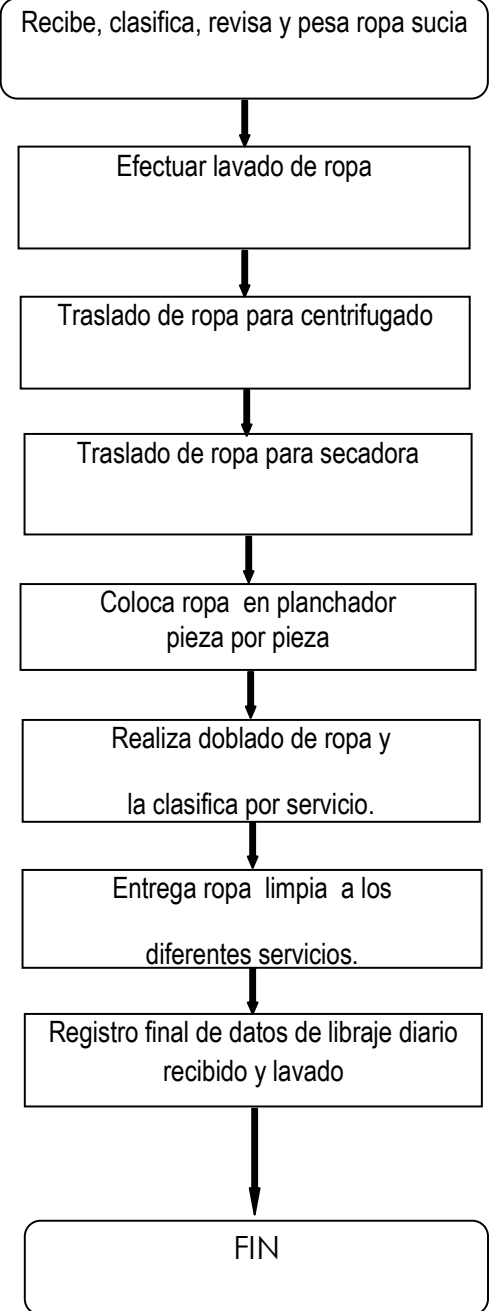 Recibe, clasifica, revisa y pesa ropa sucia
Efectuar lavado de ropa
Traslado de ropa para centrifugado
Traslado de ropa para secadora
Coloca ropa en planchador
pieza por pieza
Realiza doblado de ropa y
la clasifica por servicio.
Entrega ropa limpia a los
diferentes servicios.
Registro final de datos de libraje diario
recibido y lavado
FIN